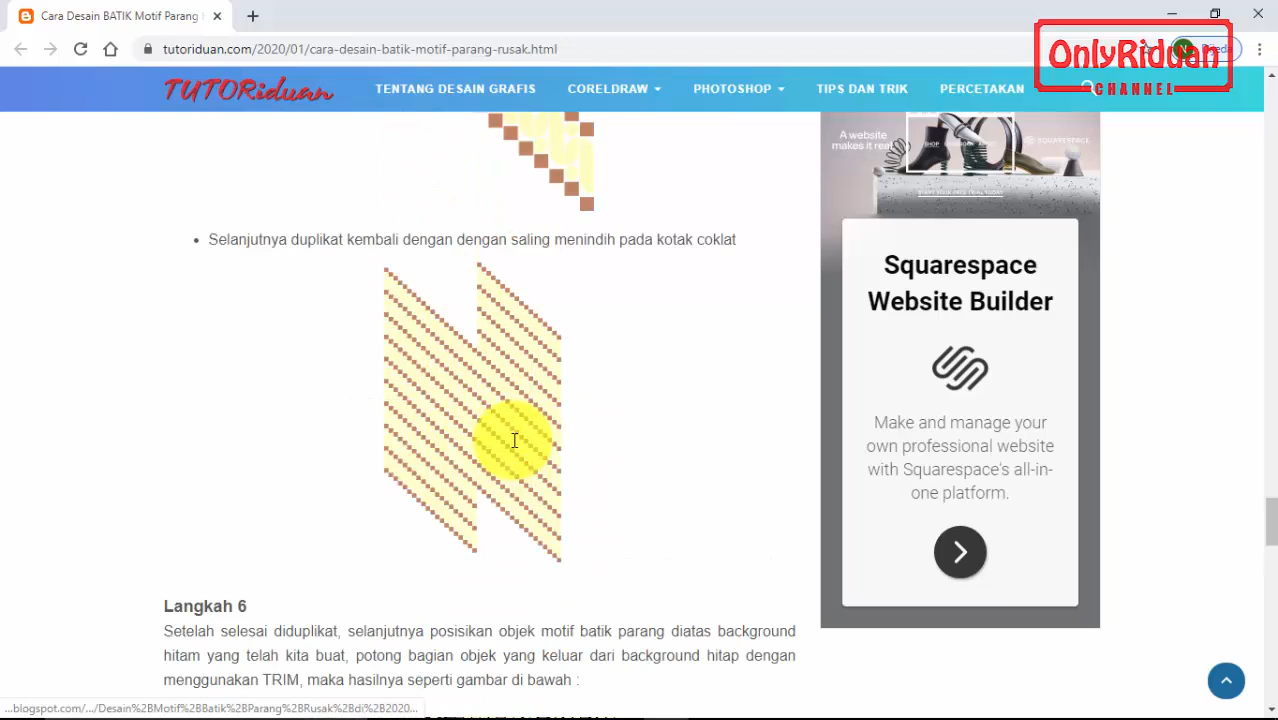 Cara Desain BATIK Motif Parang
tutoriduan.com/2020/01/cara-desain-batik-motif-parang-rusak.html
OnlyRiduan
CHANNEL
TUTORiduan
TENTANG DESAIN GRAFIS
CORELDRAW
PHOTOSHOP
TIPS DAN TRIK
PERCETAKAN
A website
makes it real
SHOP
SQUARESPACE
• Selanjutnya duplikat kembali dengan dengan saling menindih pada kotak coklat
Squarespace
Website Builder
Make and manage your
own professional website
with Squarespace's all-in-
one platform.
Langkah 6
Setelah selesai diduplikat, selanjutnya posisikan objek motif batik parang diatas background
hitam yang telah kita buat, potong bagian objek yang keluar dari background hitap dengan
menggunakan TRIM, maka hasilnya seperti gambar di bawah :
...blogspot.com/.../Desain%2BMotif%2BBatik%2BParang%2BRusak%2Bdi%2B2020...